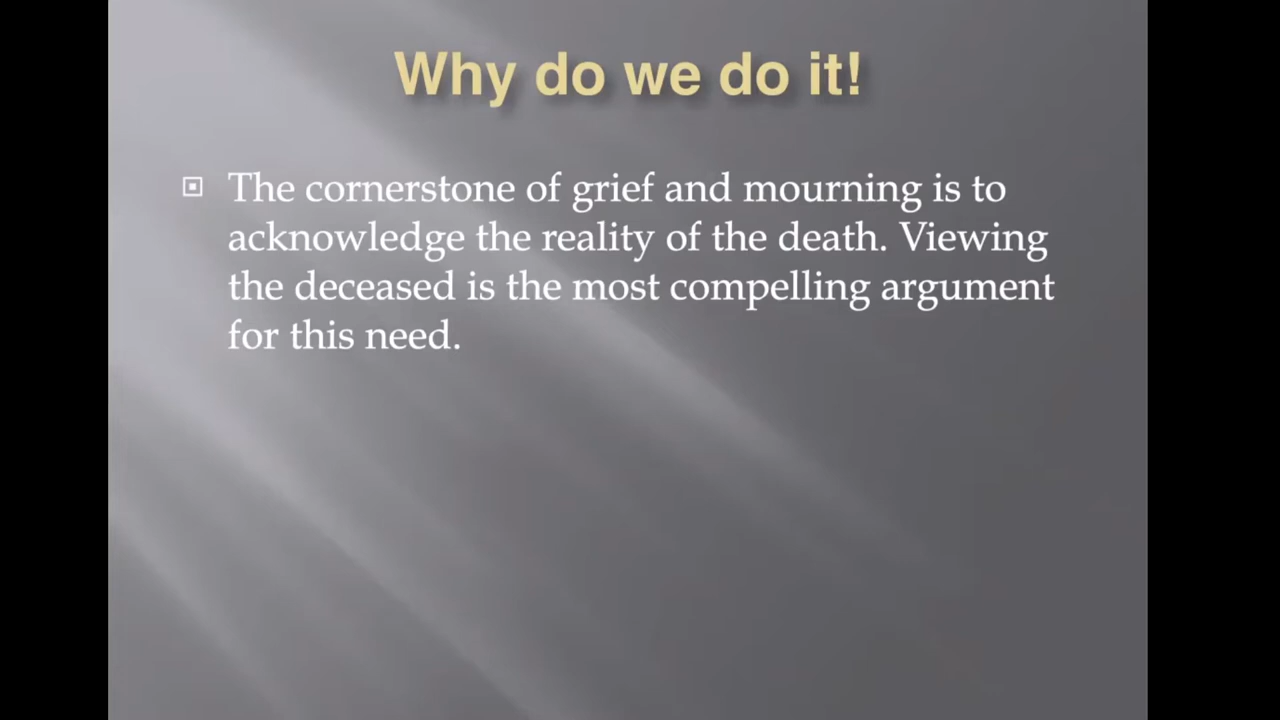 Why do we do it!
The cornerstone of grief and mourning is to
acknowledge the reality of the death. Viewing
the deceased is the most compelling argument
for this need.